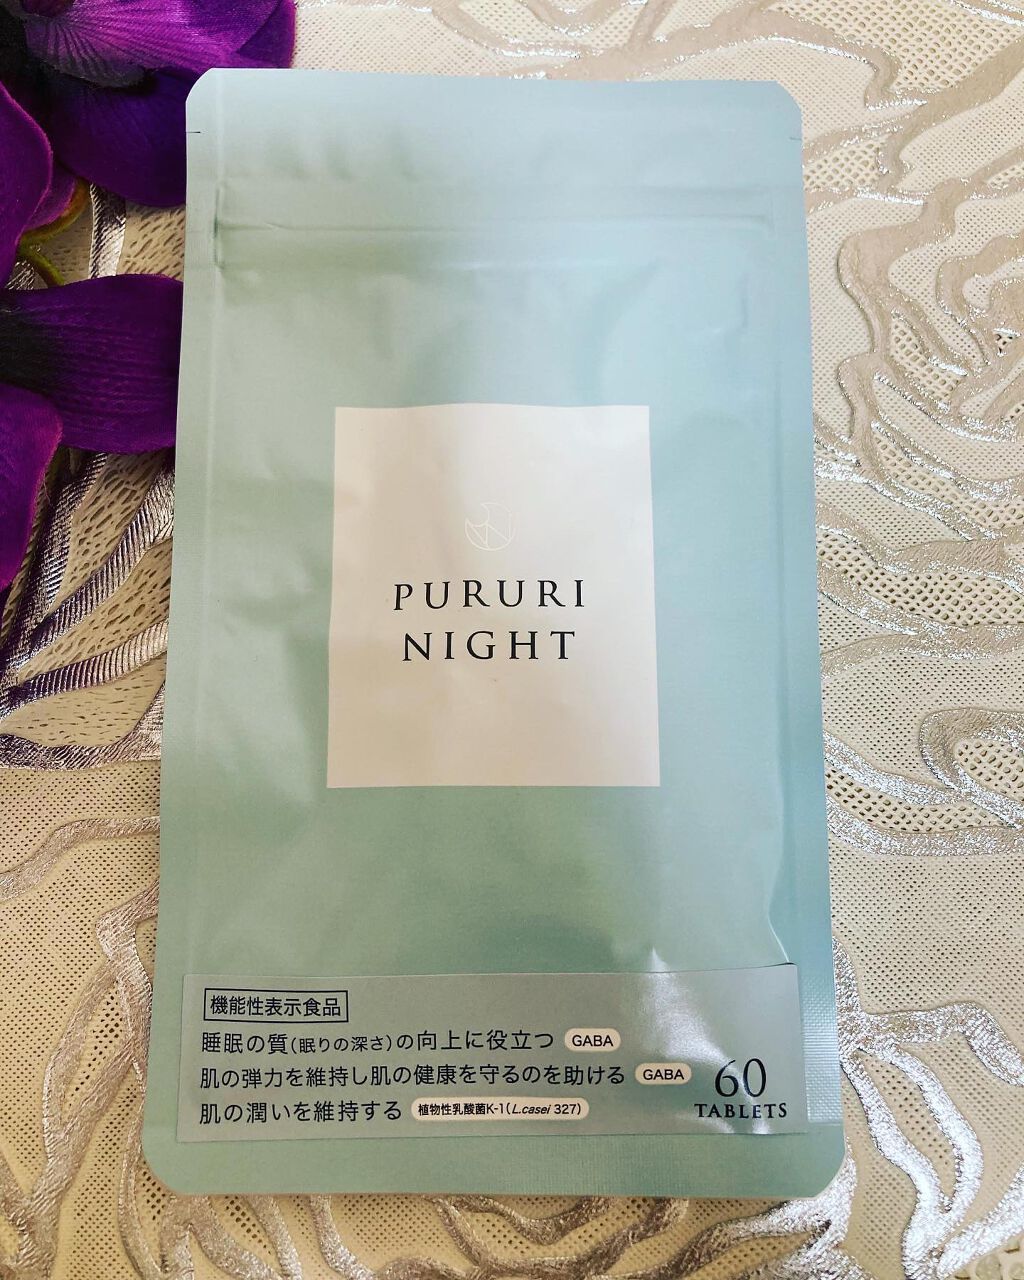 PURURI
NIGHT
機能性表示食品
睡眠の質(眠りの深さ)の向上に役立つ GABA
肌の弾力を維持し肌の健康を守るのを助ける GABA
肌の潤いを維持する 植物性乳酸菌K-1(L.casei 327)
60
TABLETS